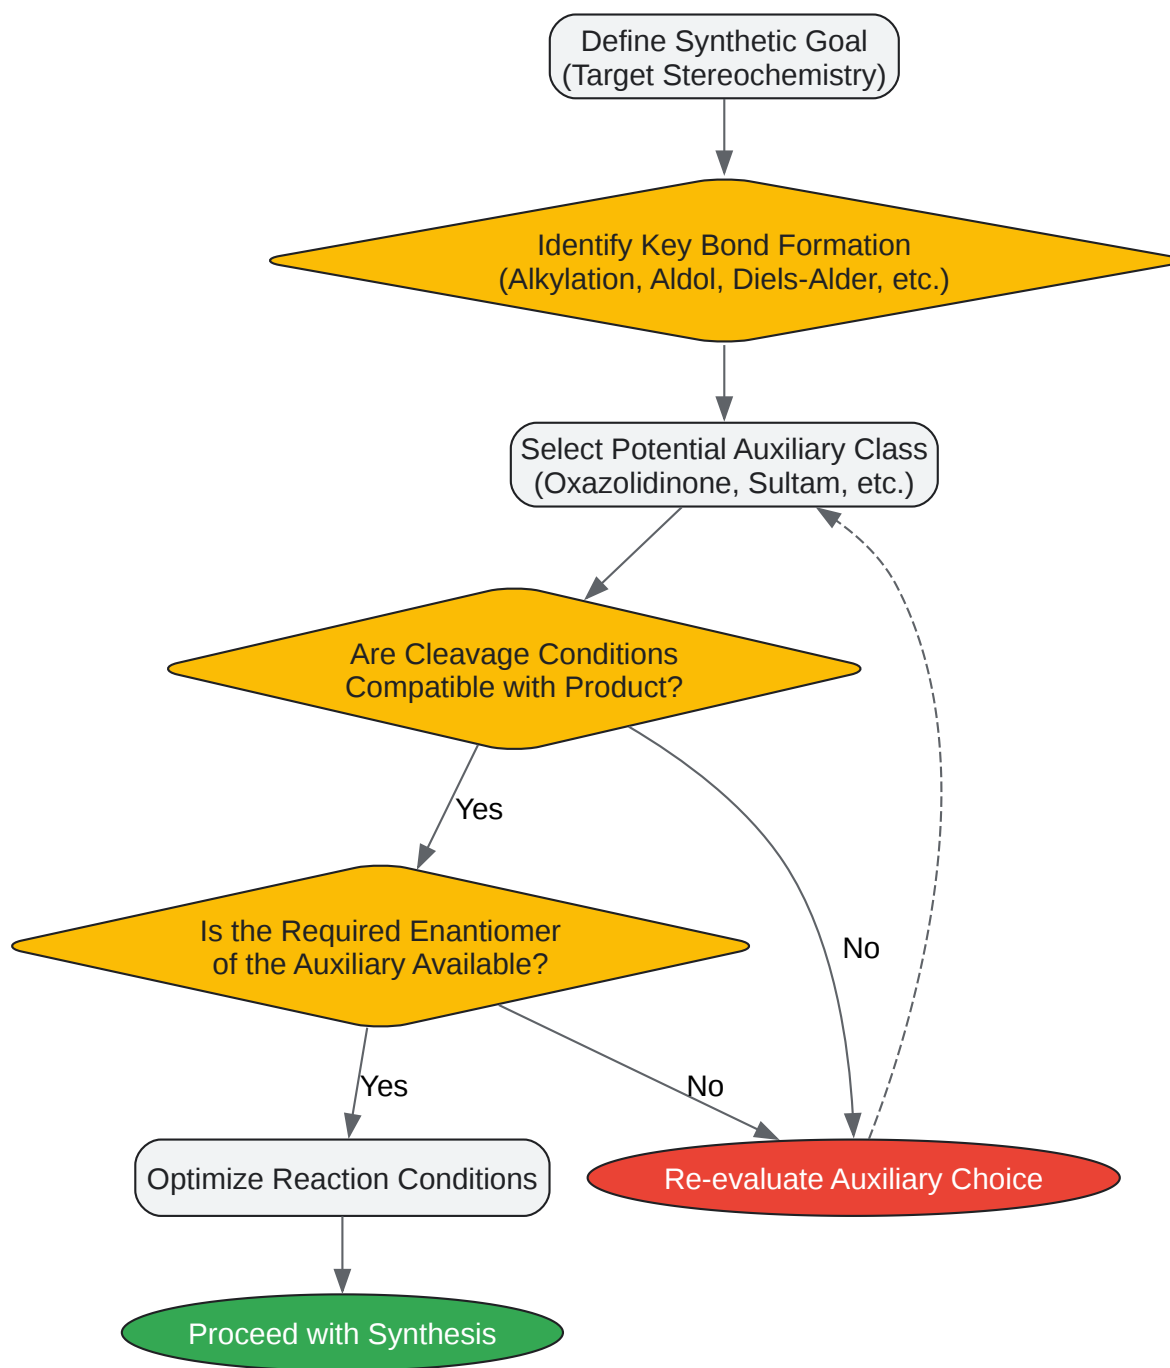 Define Synthetic Goal
(Target Stereochemistry)
Identify Key Bond Formation
(Alkylation, Aldol, Diels-Alder, etc.)
Select Potential Auxiliary Class
(Oxazolidinone, Sultam, etc.)
Are Cleavage Conditions
Compatible with Product?
Yes
Is the Required Enantiomer
of the Auxiliary Available?
No
Yes
No
Optimize Reaction Conditions
Re-evaluate Auxiliary Choice
Proceed with Synthesis